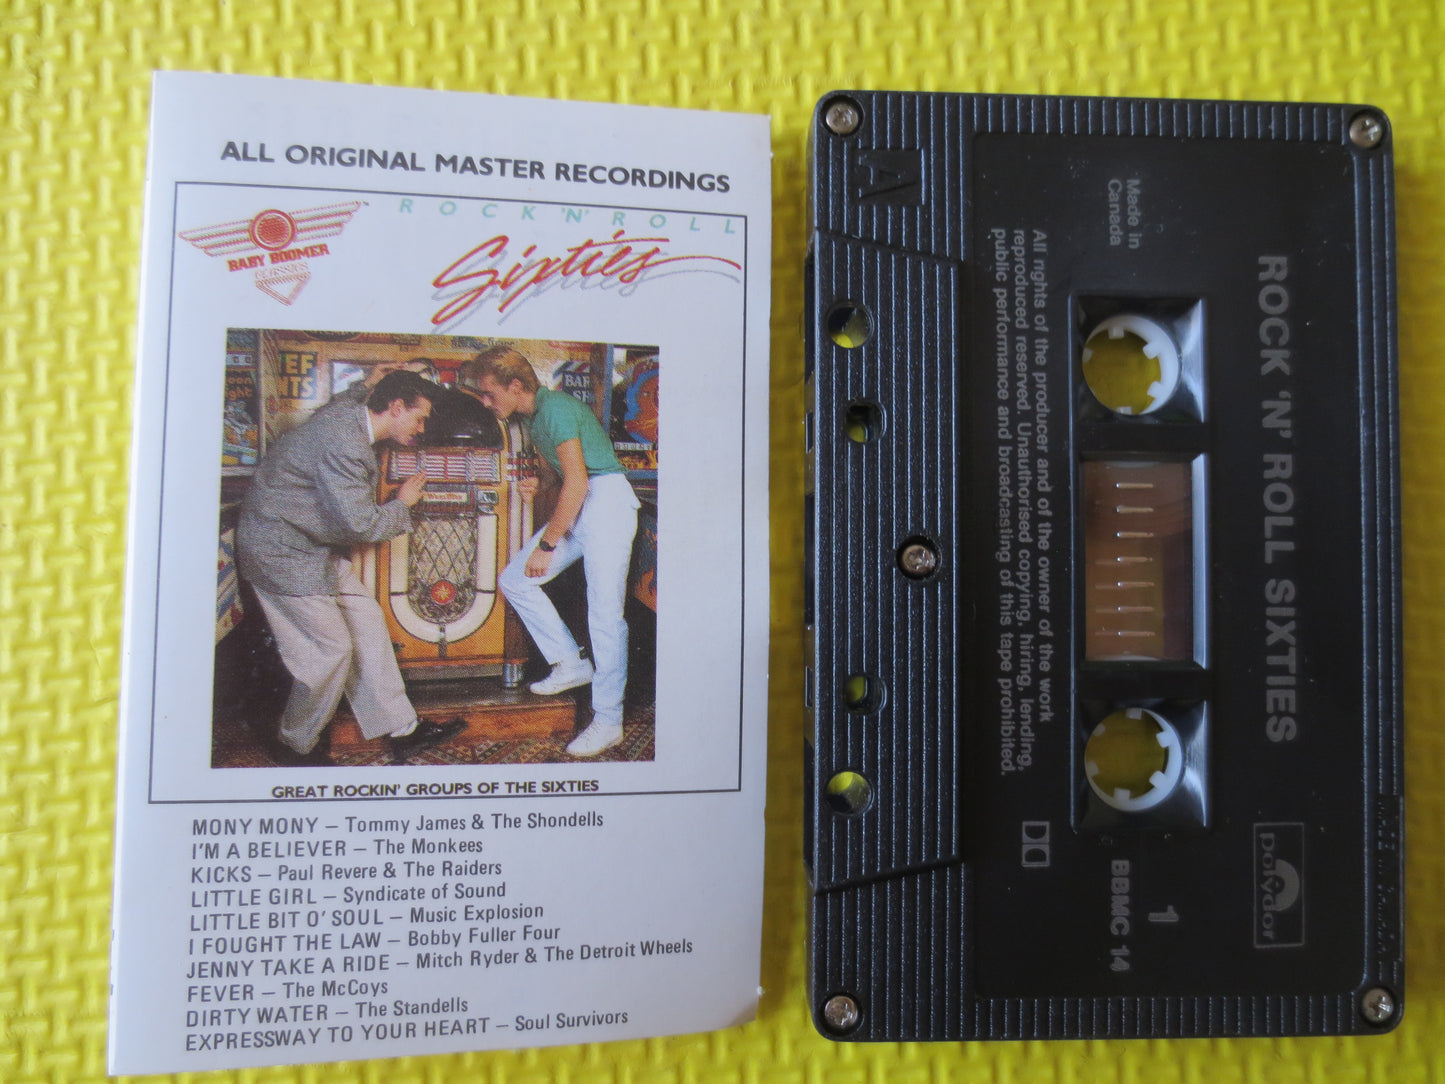 ALL ORIGINAL MASTER RECORDINGS
BABY BOOMER
CLASSICS
ROCK 'N' ROLL
Sixties
EF
NTS
BAR
GREAT ROCKIN' GROUPS OF THE SIXTIES
MONY MONY – Tommy James & The Shondells
I'M A BELIEVER – The Monkees
KICKS – Paul Revere & The Raiders
LITTLE GIRL – Syndicate of Sound
LITTLE BIT O' SOUL – Music Explosion
I FOUGHT THE LAW – Bobby Fuller Four
JENNY TAKE A RIDE – Mitch Ryder & The Detroit Wheels
FEVER – The McCoys
DIRTY WATER – The Standells
EXPRESSWAY TO YOUR HEART – Soul Survivors
A
Made in
Canada
ROCK 'N' ROLL SIXTIES
All rights of the producer and of the owner of the work
reproduced reserved. Unauthorised copying, hiring, lending,
public performance and broadcasting of this tape prohibited.
polydor
1
BBMC 14